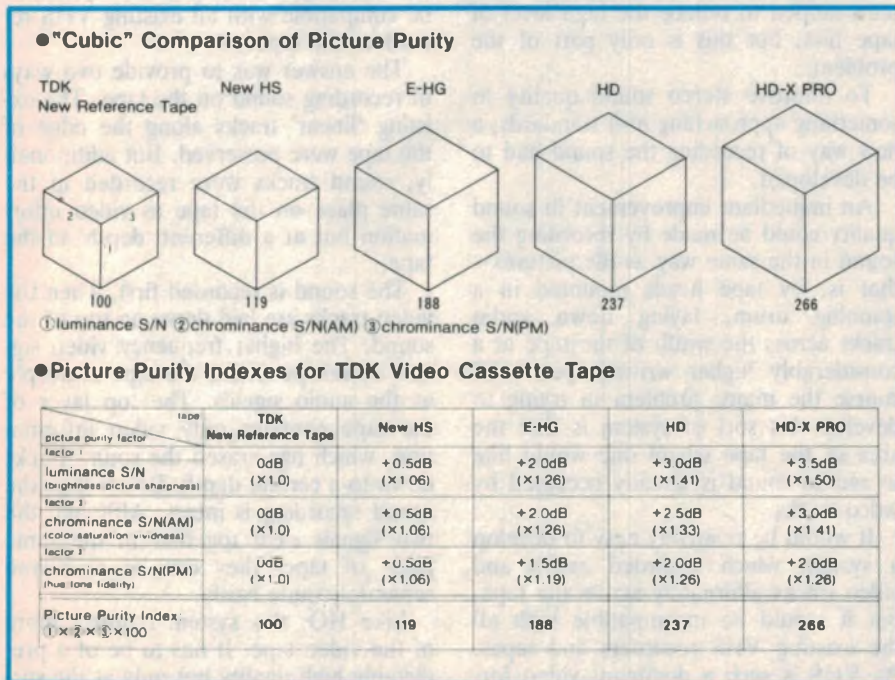 ●"Cubic" Comparison of Picture Purity
TDK
New Reference Tape
New HS
E-HG
HD
HD-X PRO
2
3
1
100
119
188
237
266
①luminance S/N ②chrominance S/N(AM) ③chrominance S/N(PM)
●Picture Purity Indexes for TDK Video Cassette Tape
tape
picture purity factor
TDK
New Reference Tape
New HS
E-HG
HD
HD-X PRO
factor 1
luminance S/N
(brightness picture sharpness)
0dB
(×1.0)
+0.5dB
(×1.06)
+2.0dB
(×1.26)
+3.0dB
(×1.41)
+3.5dB
(×1.50)
factor 2
chrominance S/N(AM)
(color saturation vividness)
0dB
(×1.0)
+0.5dB
(×1.06)
+2.0dB
(×1.26)
+2.5dB
(×1.33)
+3.0dB
(×1.41)
factor
chrominance S/N(PM)
(hue/tone fidelity)
0dB
(×1.0)
+0.5dB
(×1.06)
+1.5dB
(×1.19)
+2.0dB
(×1.26)
+2.0dB
(×1.26)
Picture Purity Index
①×②×③×100
100
119
188
237
266